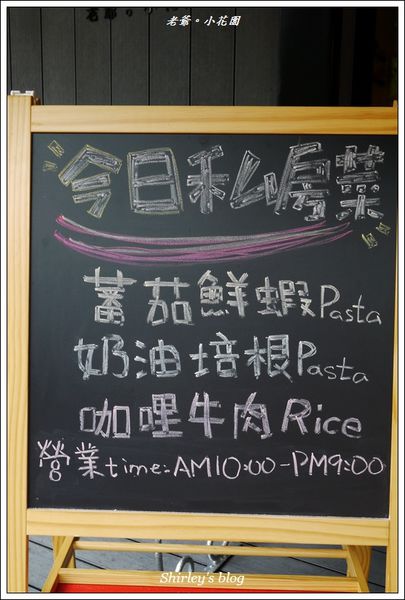 老爺。小花園
今日私房菜
蕃茄鮮蝦Pasta
奶油培根Pasta
咖哩牛肉Rice
營業time:AM10:00-PM9:00
Shirley's blog